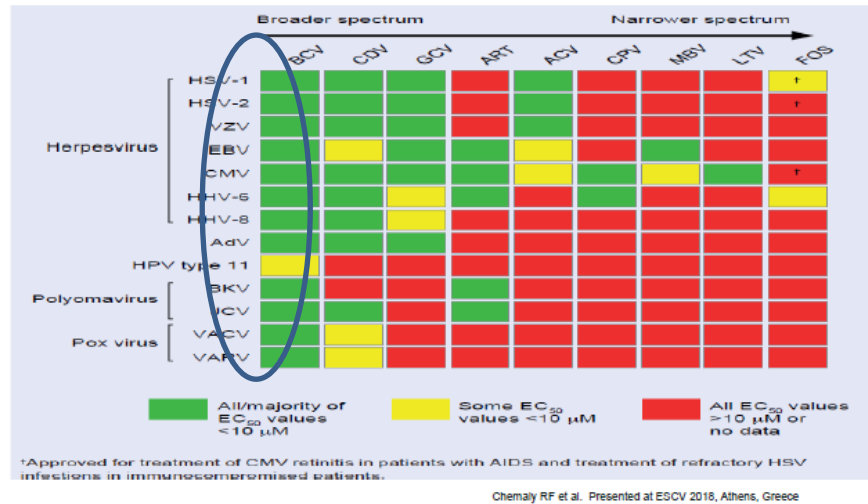 Broader spectrum Narrower spectrum
BCV CDV GCV ART ACV CPV MBV LTV FOS
HSV-1 †
HSV-2 †
VZV
Herpesvirus EBV
CMV †
HHV-6
HHV-8
AdV
HPV type 11
Polyomavirus BKV
JCV
Pox virus VACV
VARV
All/majority of EC50 values <10 μM
Some EC50 values <10 μM
All EC50 values >10 μM or no data
†Approved for treatment of CMV retinitis in patients with AIDS and treatment of refractory HSV
infections in immunocompromised patients.
Chemaly RF et al. Presented at ESCV 2018, Athens, Greece